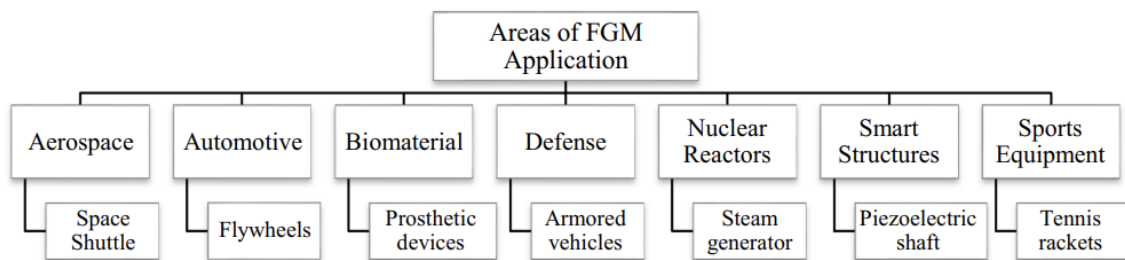 Areas of FGM
Application
Aerospace
Automotive
Biomaterial
Defense
Nuclear
Reactors
Smart
Structures
Sports
Equipment
Space
Shuttle
Flywheels
Prosthetic
devices
Armored
vehicles
Steam
generator
Piezoelectric
shaft
Tennis
rackets